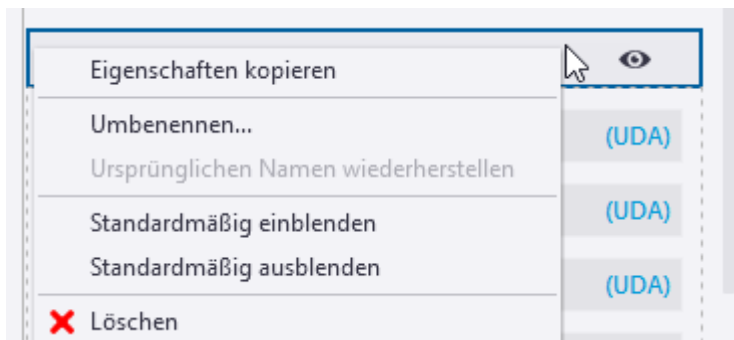 Eigenschaften kopieren
Umbenennen...
(UDA)
Ursprünglichen Namen wiederherstellen
Standardmäßig einblenden
(UDA)
Standardmäßig ausblenden
(UDA)
Löschen